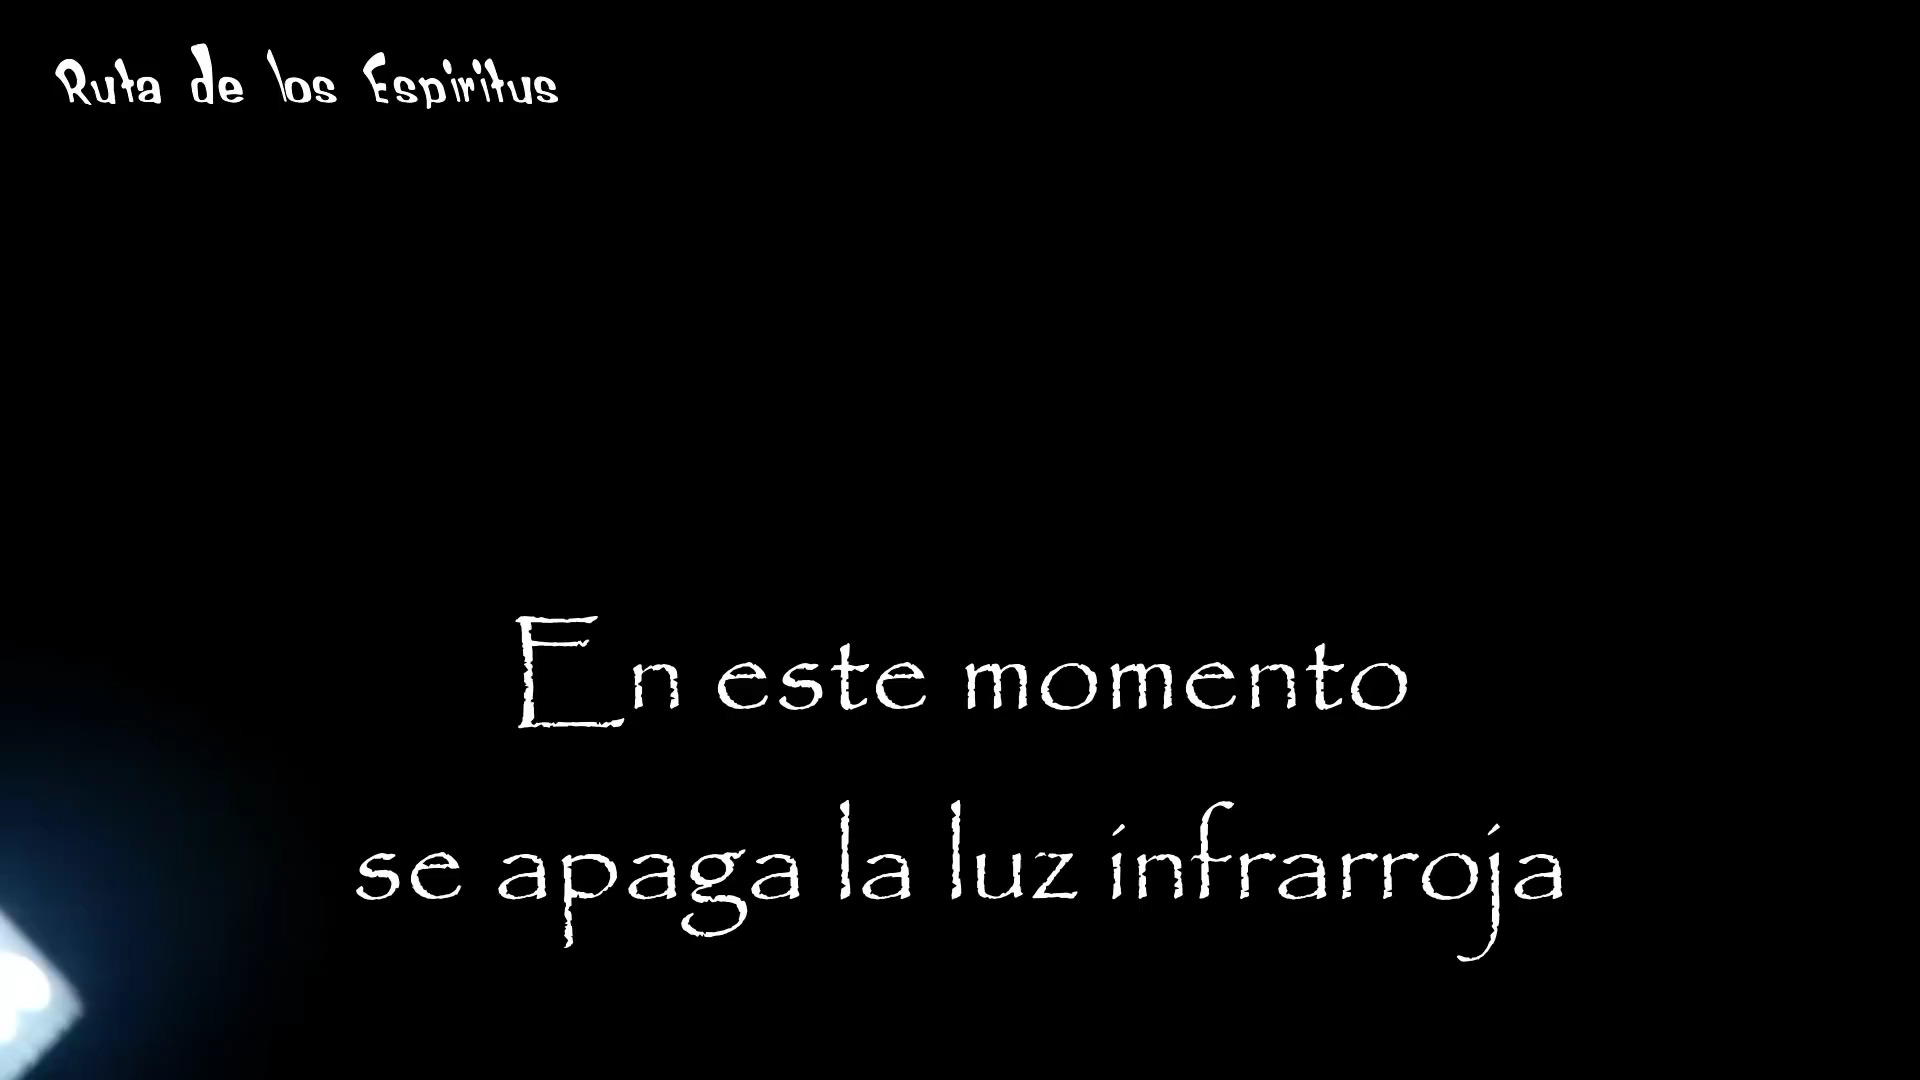 Ruta de los Espiritus
En este momento
se apaga la luz infrarroja